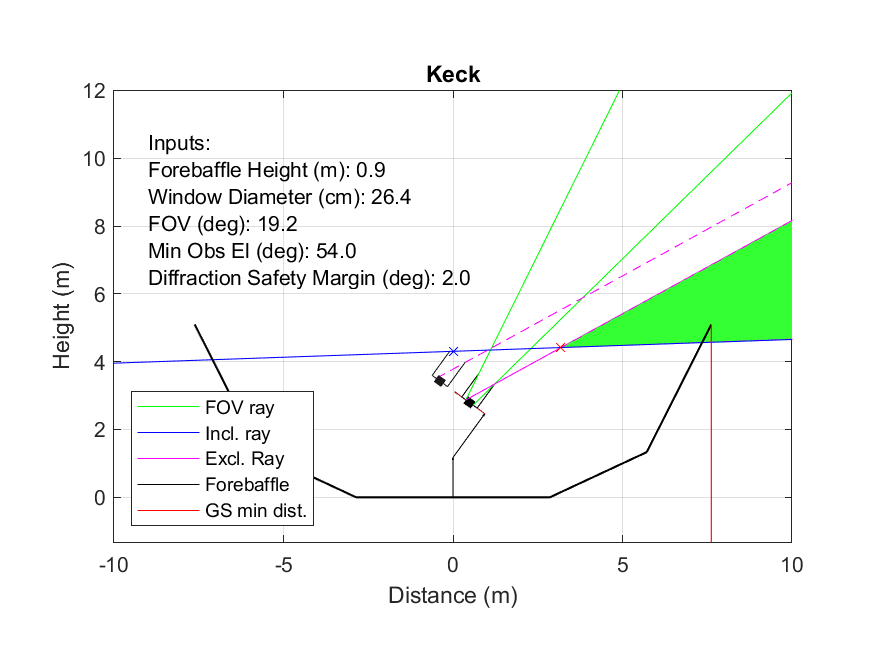 Keck
12
10
8
6
4
2
0
Height (m)
Inputs:
Forebaffle Height (m): 0.9
Window Diameter (cm): 26.4
FOV (deg): 19.2
Min Obs El (deg): 54.0
Diffraction Safety Margin (deg): 2.0
FOV ray
Incl. ray
Excl. Ray
Forebaffle
GS min dist.
-10 -5 0 5 10
Distance (m)